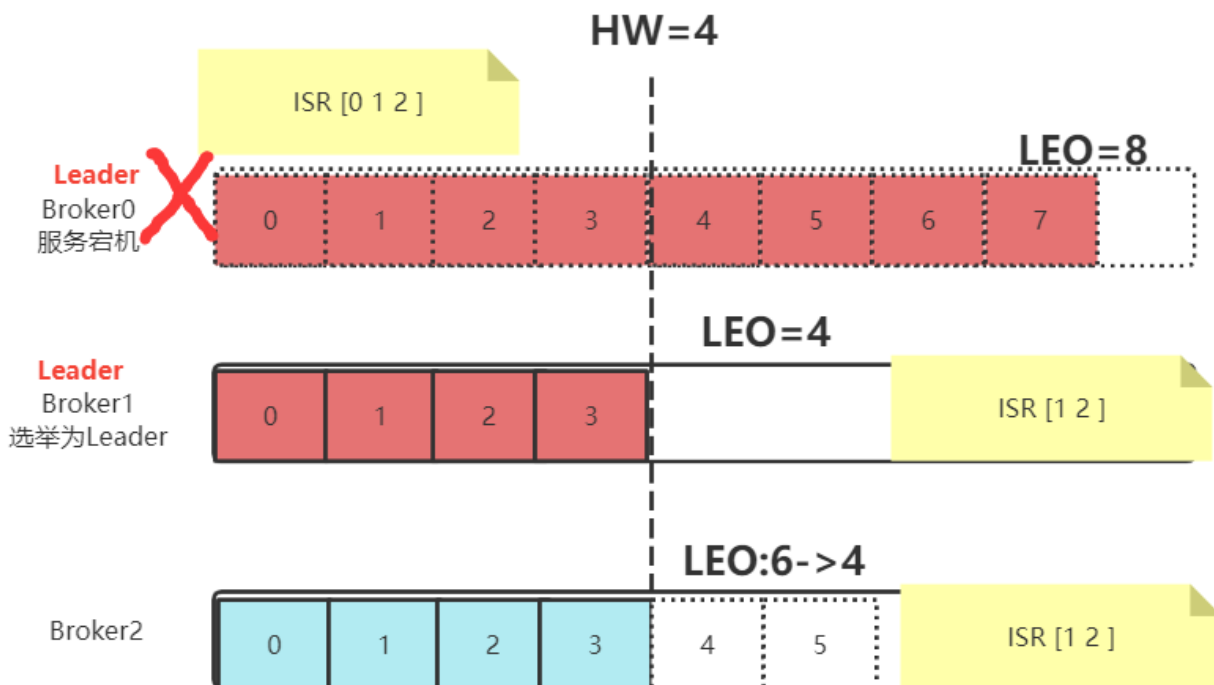 HW=4
ISR [0 1 2 ]
LEO=8
Leader
Broker0
服务宕机
0 1 2 3 4 5 6 7
LEO=4
Leader
Broker1
选举为Leader
0 1 2 3
ISR [1 2 ]
LEO:6->4
Broker2
0 1 2 3 4 5
ISR [1 2 ]